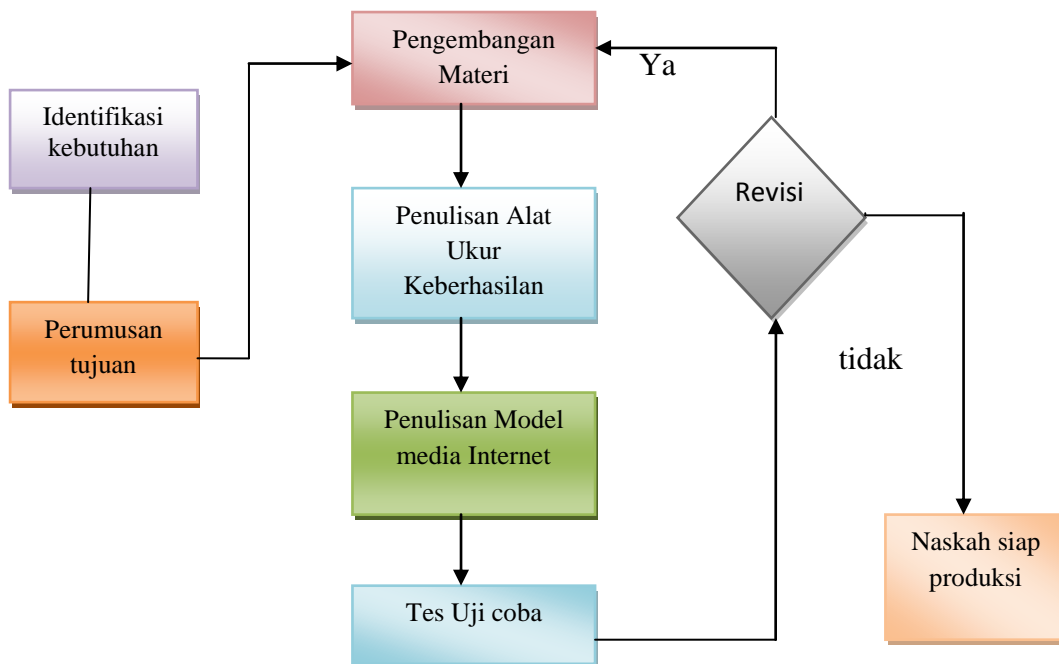 Identifikasi
kebutuhan
Perumusan
tujuan
Pengembangan
Materi
Penulisan Alat
Ukur
Keberhasilan
Penulisan Model
media Internet
Tes Uji coba
Revisi
Ya
tidak
Naskah siap
produksi